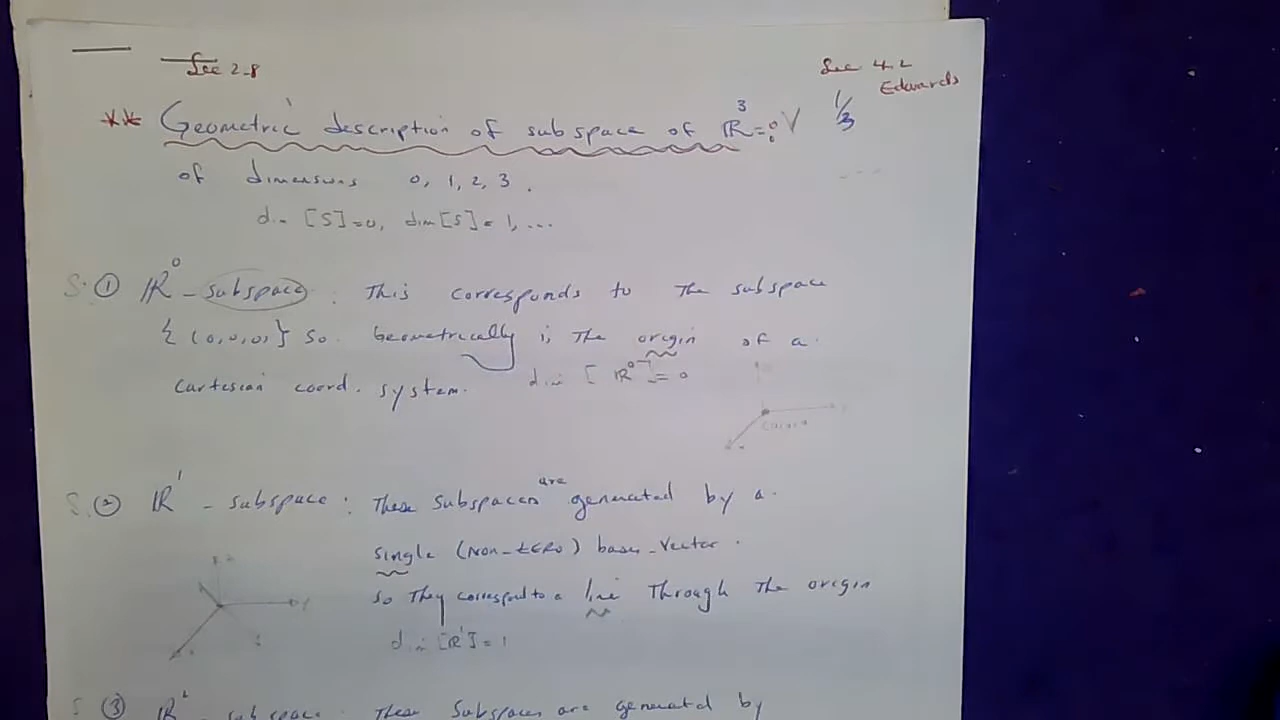 Sec 2-8
Sec 4.2
Edwards
** Geometric description of subspace of ℝ³ =: V 1/3
of dimensions 0, 1, 2, 3.
dim [S]=0, dim[S]=1, ...
S. ① ℝ⁰ - subspace : This corresponds to the subspace
{(0,0,0)} so Geometrically is the origin of a
Cartesian coord. system. dim [ℝ⁰]=0
S. ② ℝ¹ - subspace : These subspaces are generated by a
single (NON-ZERO) basis-vector.
so they correspond to a line through the origin
dim [ℝ¹]=1
S ③ ℝ² - subspace : These subspaces are generated by